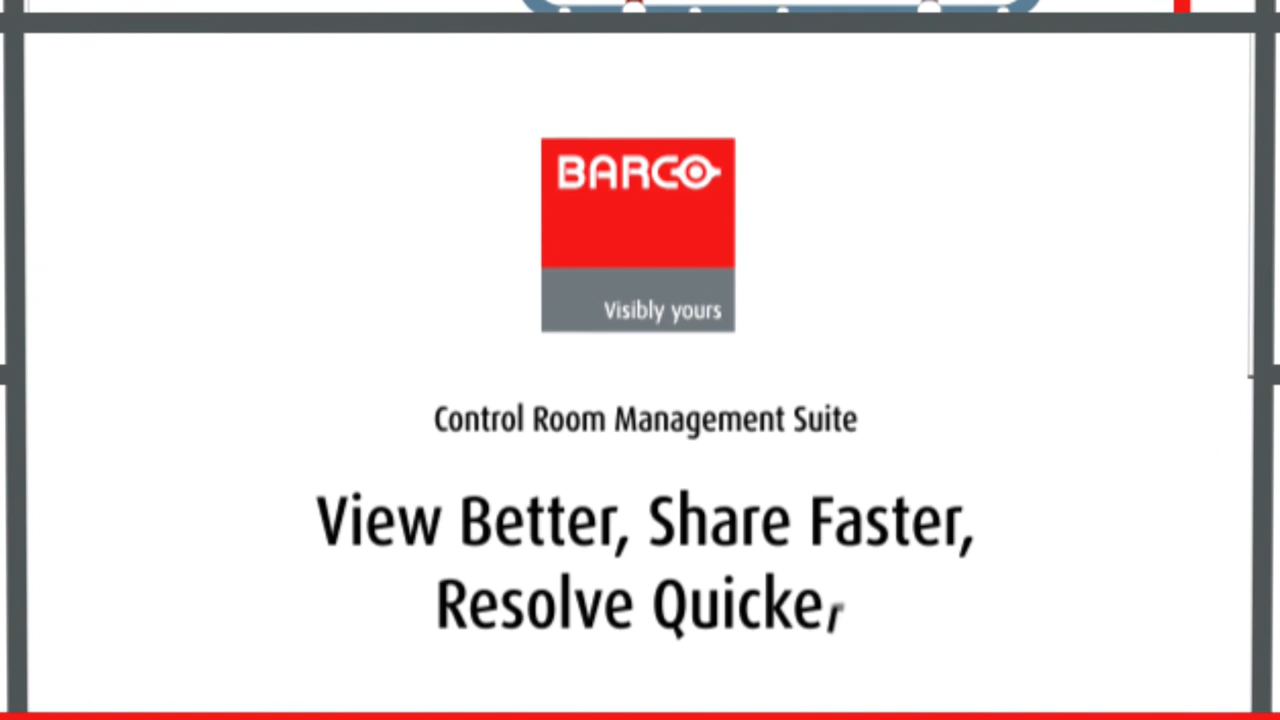 BARCO
Visibly yours
Control Room Management Suite
View Better, Share Faster,
Resolve Quicker